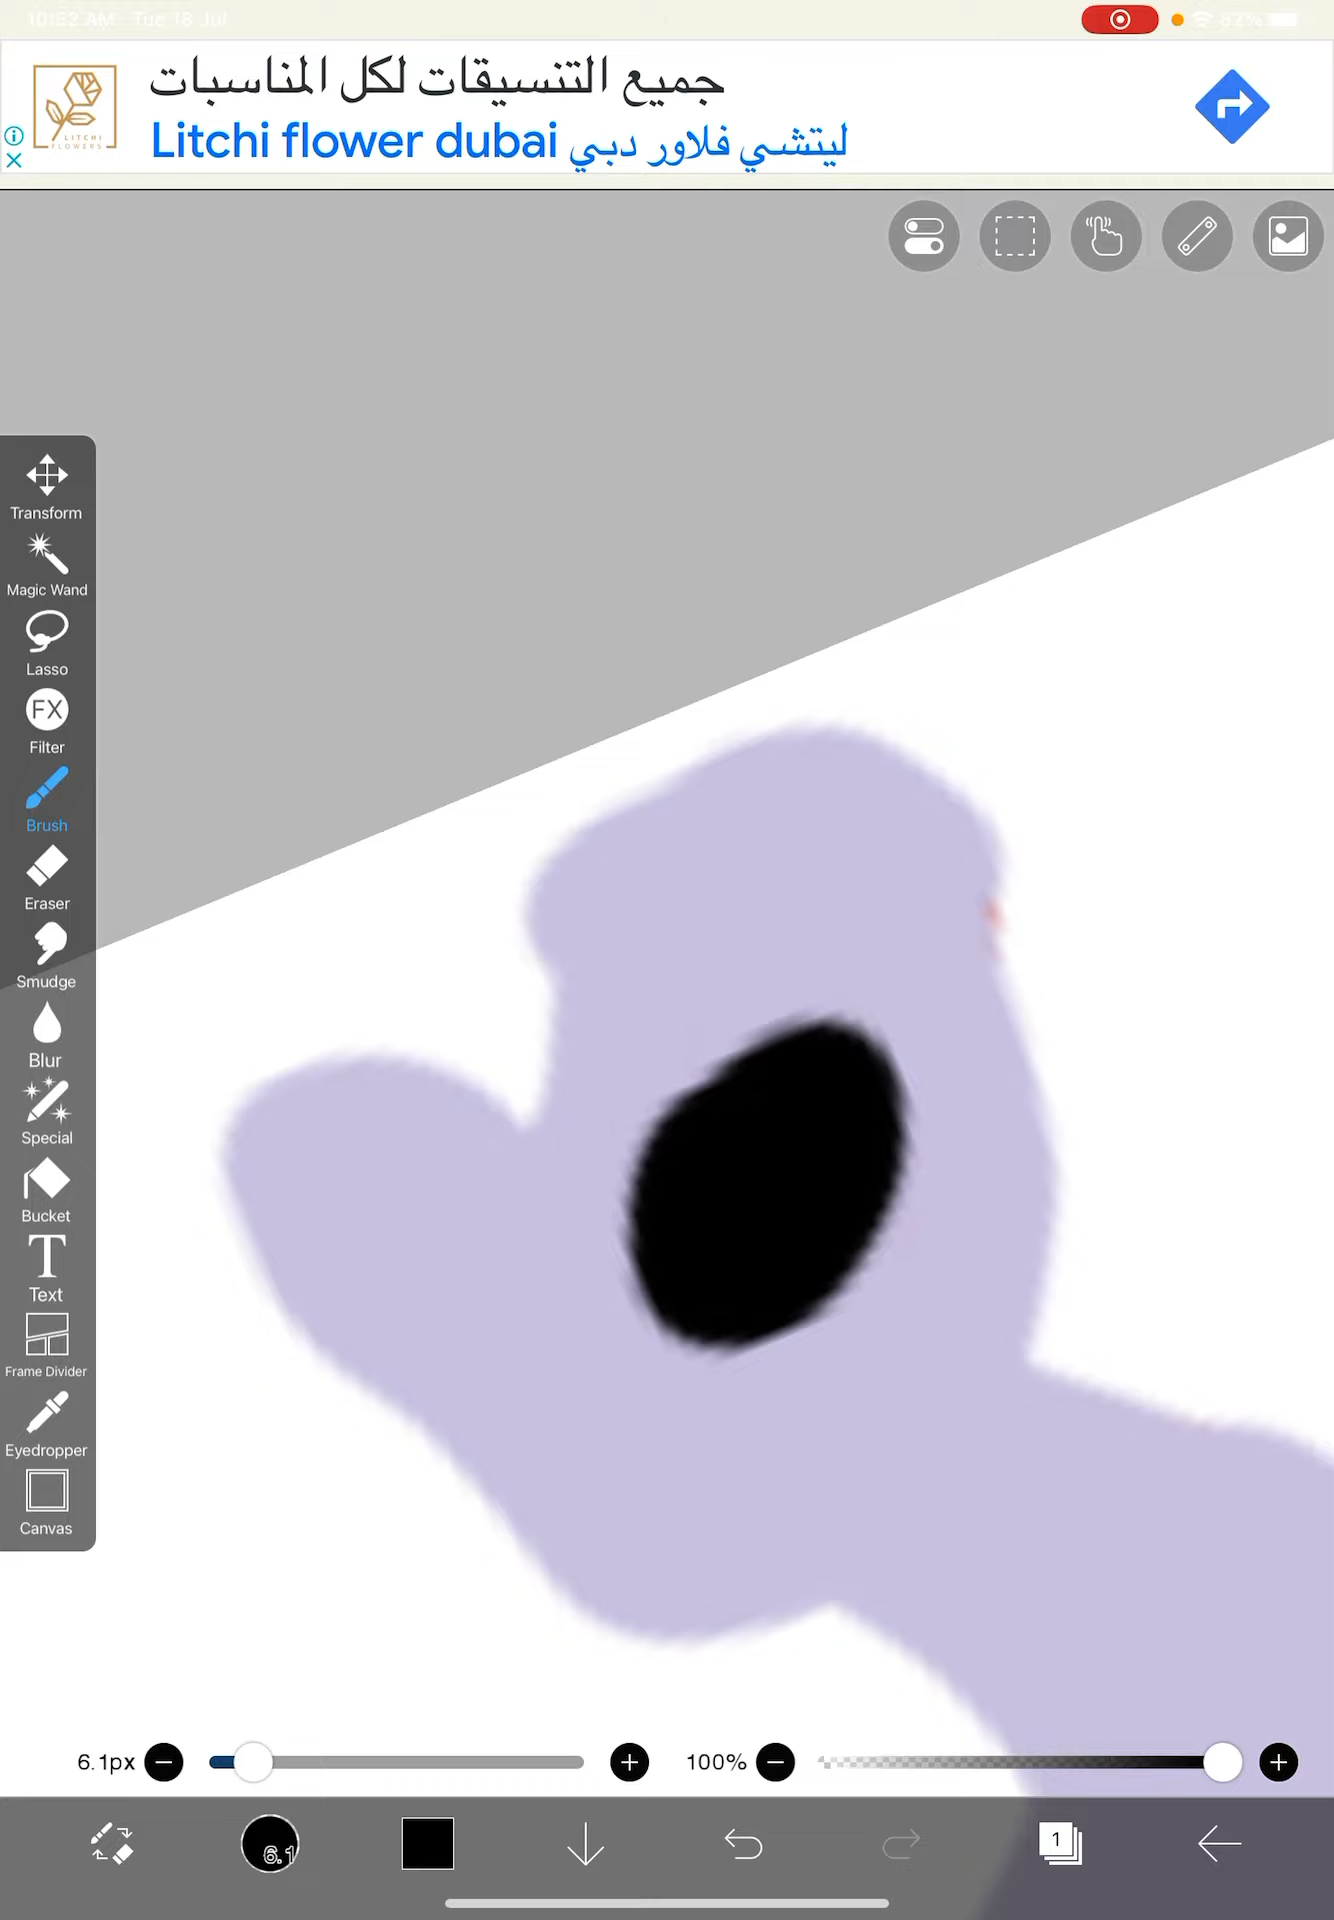 10:52 AM Tue 18 Jul
82%
جميع التنسيقات لكل المناسبات
Litchi flower dubai ليتشي فلاور دبي
LITCHI
FLOWERS
Transform
Magic Wand
Lasso
FX
Filter
Brush
Eraser
Smudge
Blur
Special
Bucket
T
Text
Frame Divider
Eyedropper
Canvas
6.1px
100%
6.1
1